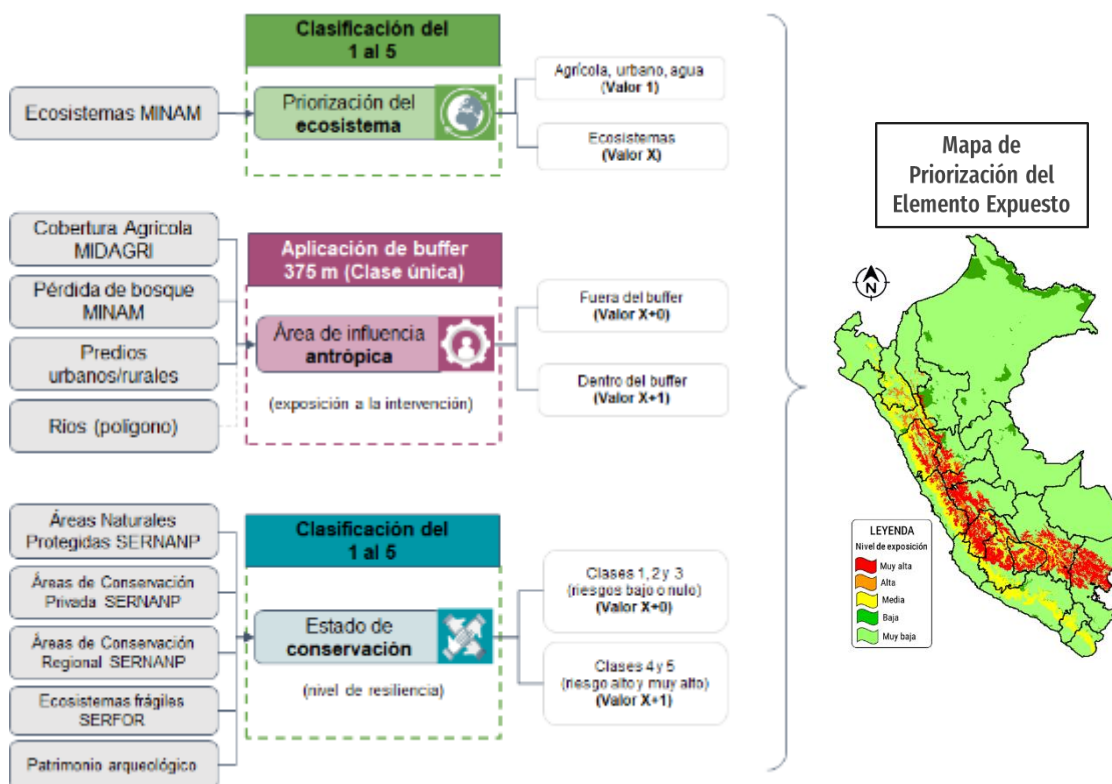 Clasificación del
1 al 5
Ecosistemas MINAM
Priorización del
ecosistema
Agrícola, urbano, agua
(Valor 1)
Ecosistemas
(Valor X)
Cobertura Agrícola
MIDAGRI
Pérdida de bosque
MINAM
Predios
urbanos/rurales
Ríos (polígono)
Aplicación de buffer
375 m (Clase única)
Área de influencia
antrópica
(exposición a la intervención)
Fuera del buffer
(Valor X+0)
Dentro del buffer
(Valor X+1)
Áreas Naturales
Protegidas SERNANP
Áreas de Conservación
Privada SERNANP
Áreas de Conservación
Regional SERNANP
Ecosistemas frágiles
SERFOR
Patrimonio arqueológico
Clasificación del
1 al 5
Estado de
conservación
(nivel de resiliencia)
Clases 1, 2 y 3
(riesgos bajo o nulo)
(Valor X+0)
Clases 4 y 5
(riesgo alto y muy alto)
(Valor X+1)
Mapa de
Priorización del
Elemento Expuesto
N
LEYENDA
Nivel de exposición
Muy alta
Alta
Media
Baja
Muy baja